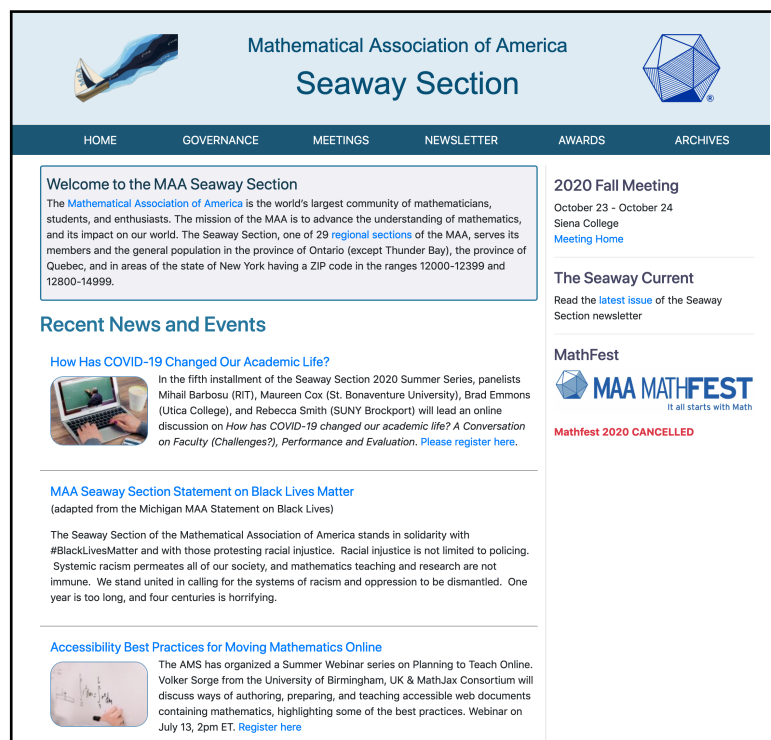 Mathematical Association of America
Seaway Section
®
HOME GOVERNANCE MEETINGS NEWSLETTER AWARDS ARCHIVES
Welcome to the MAA Seaway Section
The Mathematical Association of America is the world's largest community of mathematicians,
students, and enthusiasts. The mission of the MAA is to advance the understanding of mathematics,
and its impact on our world. The Seaway Section, one of 29 regional sections of the MAA, serves its
members and the general population in the province of Ontario (except Thunder Bay), the province of
Quebec, and in areas of the state of New York having a ZIP code in the ranges 12000-12399 and
12800-14999.
Recent News and Events
How Has COVID-19 Changed Our Academic Life?
In the fifth installment of the Seaway Section 2020 Summer Series, panelists
Mihail Barbosu (RIT), Maureen Cox (St. Bonaventure University), Brad Emmons
(Utica College), and Rebecca Smith (SUNY Brockport) will lead an online
discussion on How has COVID-19 changed our academic life? A Conversation
on Faculty (Challenges?), Performance and Evaluation. Please register here.
MAA Seaway Section Statement on Black Lives Matter
(adapted from the Michigan MAA Statement on Black Lives)
The Seaway Section of the Mathematical Association of America stands in solidarity with
#BlackLivesMatter and with those protesting racial injustice. Racial injustice is not limited to policing.
Systemic racism permeates all of our society, and mathematics teaching and research are not
immune. We stand united in calling for the systems of racism and oppression to be dismantled. One
year is too long, and four centuries is horrifying.
Accessibility Best Practices for Moving Mathematics Online
The AMS has organized a Summer Webinar series on Planning to Teach Online.
Volker Sorge from the University of Birmingham, UK & MathJax Consortium will
discuss ways of authoring, preparing, and teaching accessible web documents
containing mathematics, highlighting some of the best practices. Webinar on
July 13, 2pm ET. Register here
2020 Fall Meeting
October 23 - October 24
Siena College
Meeting Home
The Seaway Current
Read the latest issue of the Seaway
Section newsletter
MathFest
MAA MATHFEST
It all starts with Math
Mathfest 2020 CANCELLED